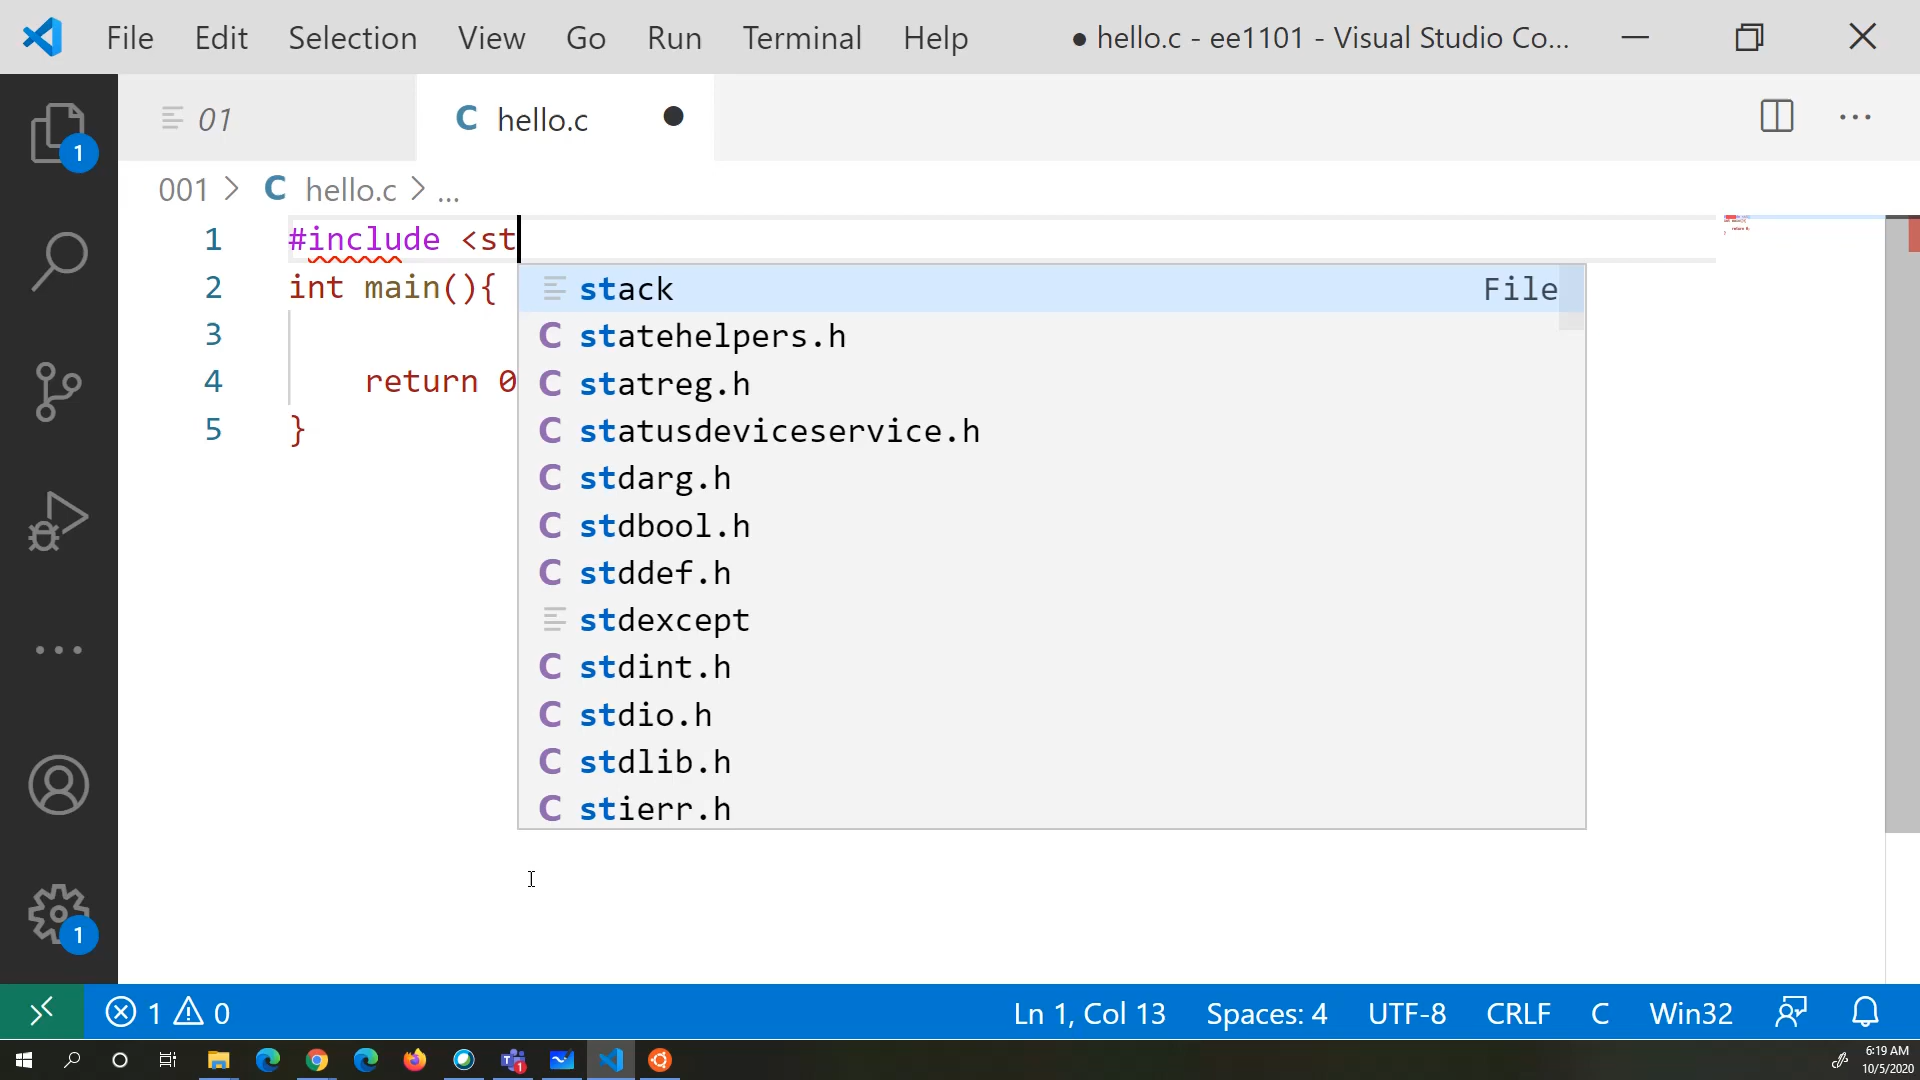 File Edit Selection View Go Run Terminal Help ● hello.c - ee1101 - Visual Studio Co...
01 C hello.c ●
001 > C hello.c > ...
1 #include <st
2 int main(){
3
4 return 0
5 }
stack File
C statehelpers.h
C statreg.h
C statusdeviceservice.h
C stdarg.h
C stdbool.h
C stddef.h
stdexcept
C stdint.h
C stdio.h
C stdlib.h
C stierr.h
1
1
1 0 Ln 1, Col 13 Spaces: 4 UTF-8 CRLF C Win32
6:19 AM
10/5/2020